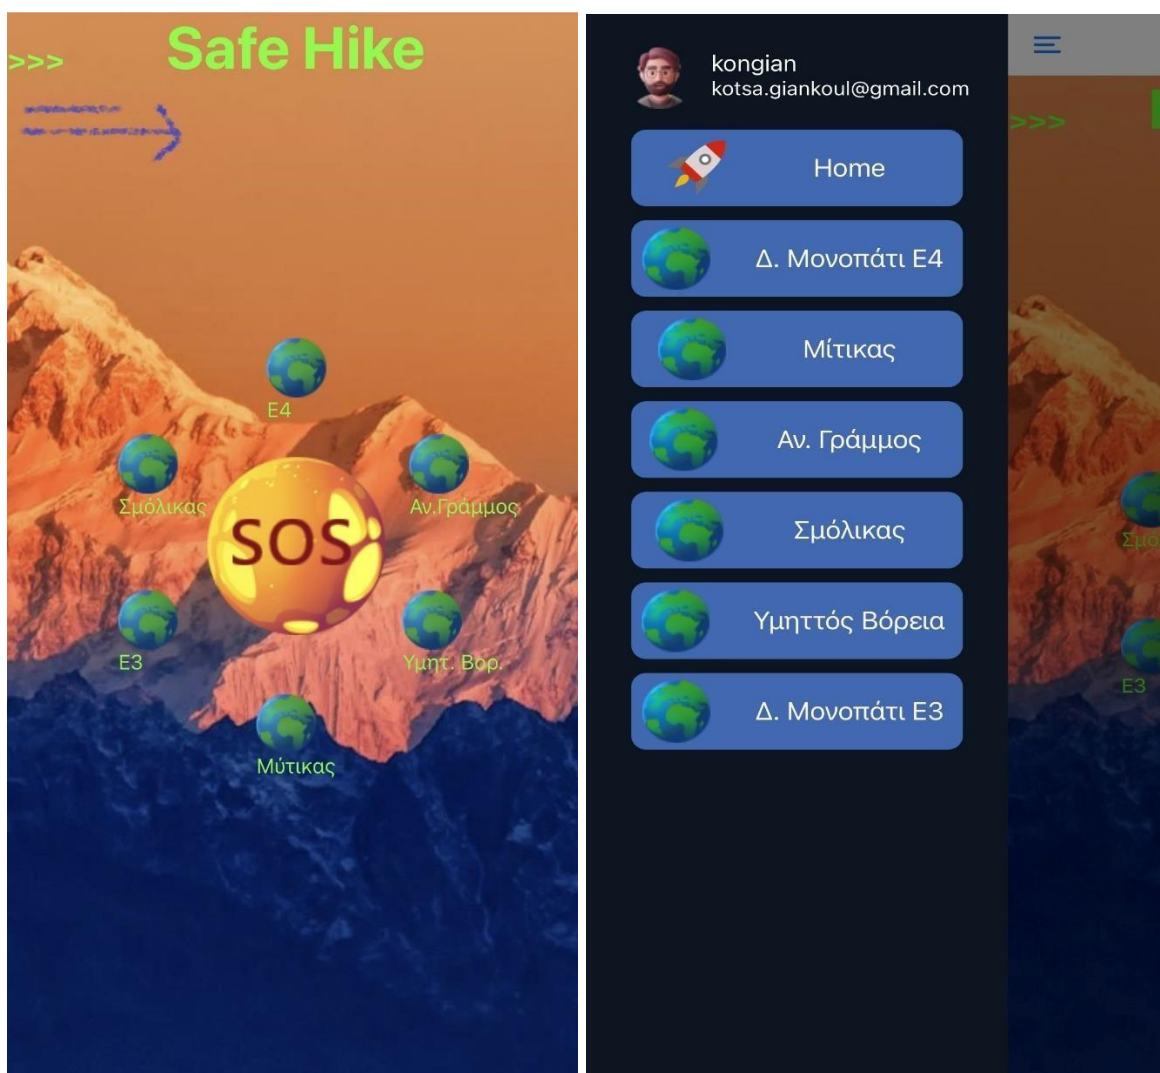 Safe Hike
>>>
E4
Σμόλικας
Αν.Γράμμος
SOS
E3
Υμητ. Βορ.
Μύτικας
kongian
kotsa.giankoul@gmail.com
Home
Δ. Μονοπάτι Ε4
Μίτικας
Αν. Γράμμος
Σμόλικας
Υμηττός Βόρεια
Δ. Μονοπάτι Ε3
>>>
Σμό
E3